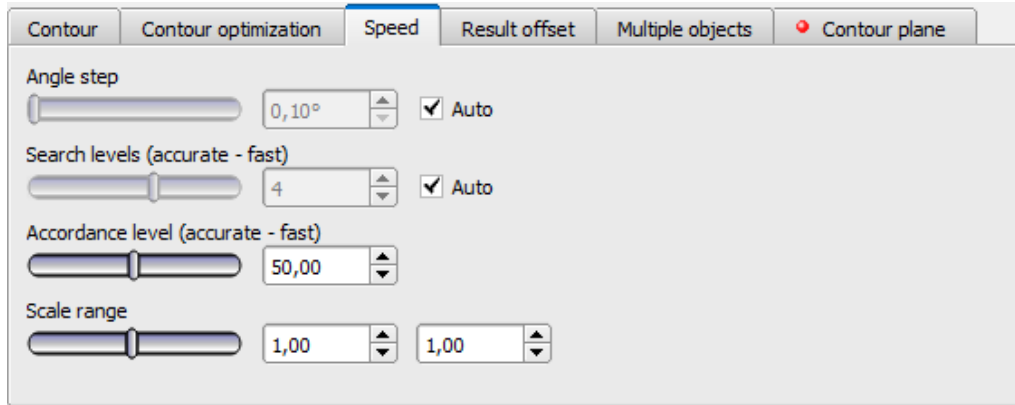 Contour Contour optimization Speed Result offset Multiple objects Contour plane
Angle step
0,10° Auto
Search levels (accurate - fast)
4 Auto
Accordance level (accurate - fast)
50,00
Scale range
1,00 1,00